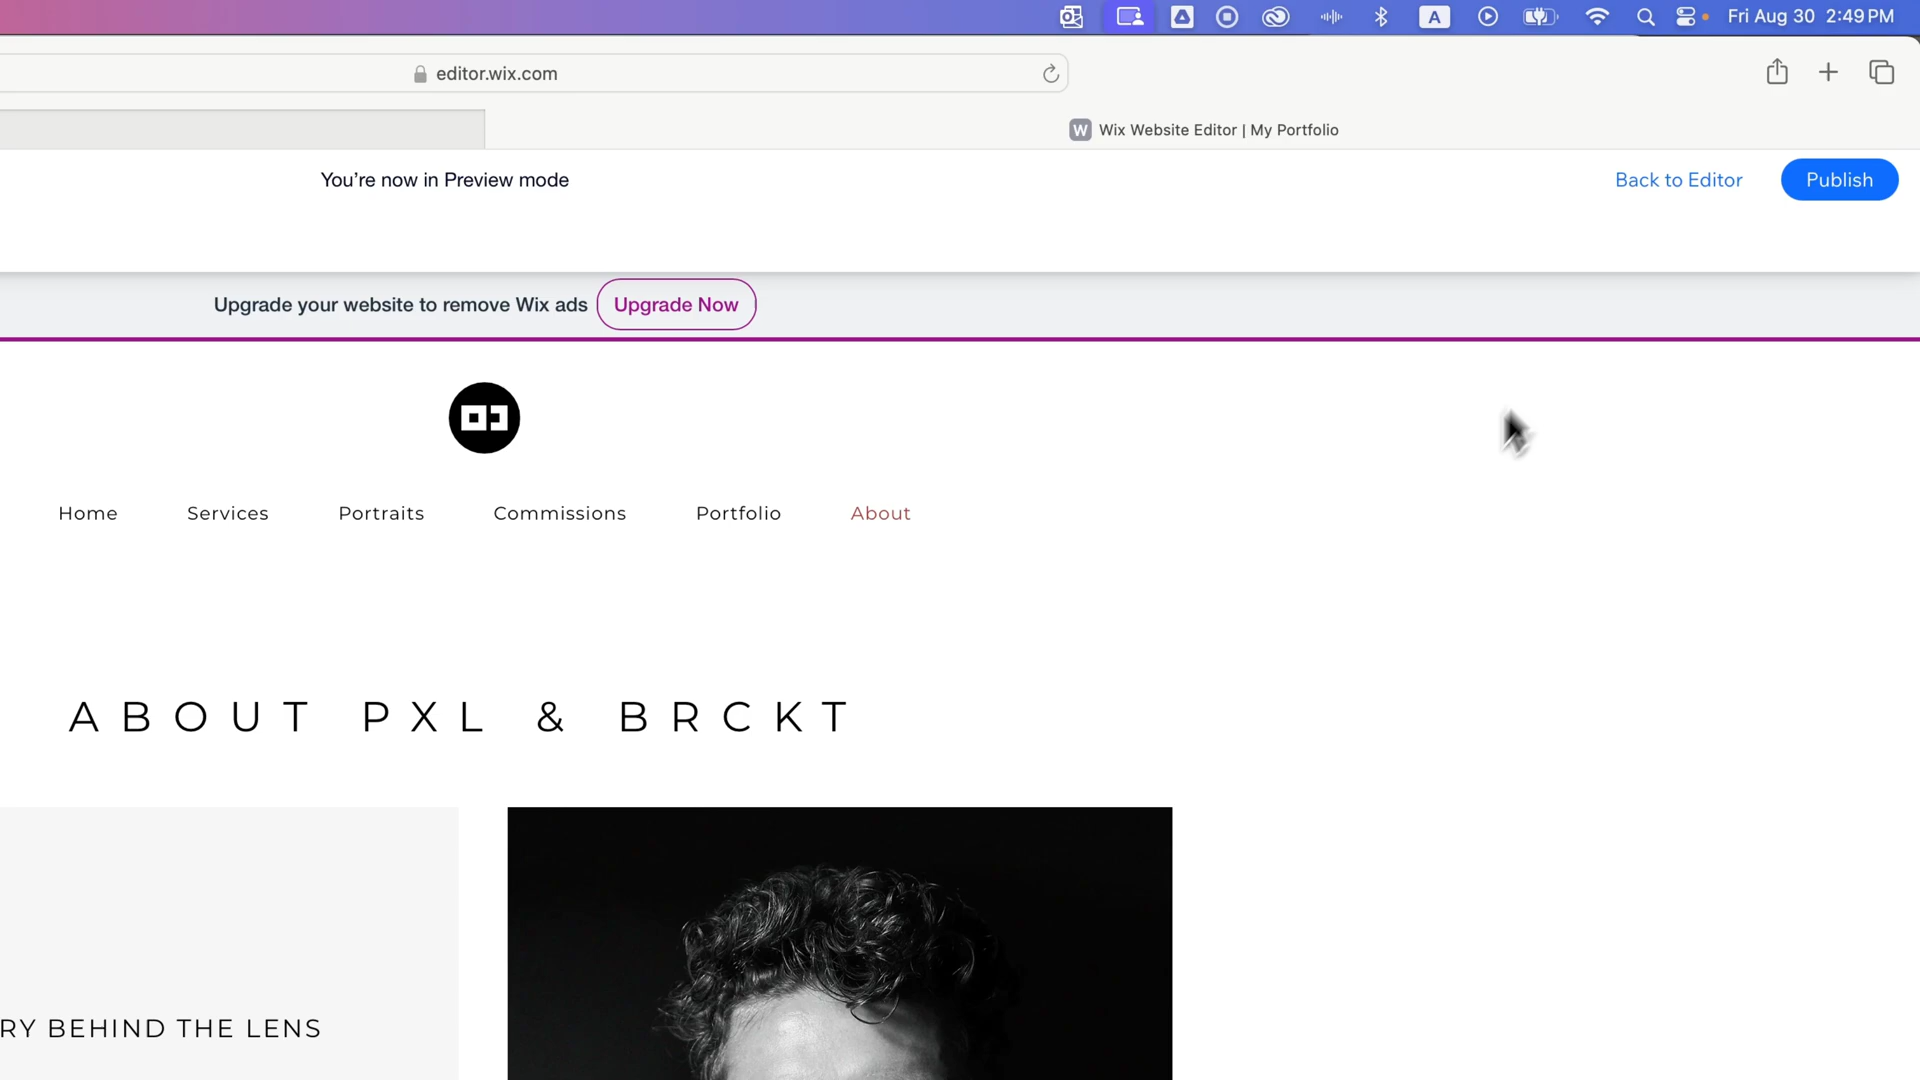 A
Fri Aug 30 2:49 PM
editor.wix.com
W Wix Website Editor | My Portfolio
You're now in Preview mode
Back to Editor
Publish
Upgrade your website to remove Wix ads
Upgrade Now
Home
Services
Portraits
Commissions
Portfolio
About
ABOUT PXL & BRCKT
RY BEHIND THE LENS